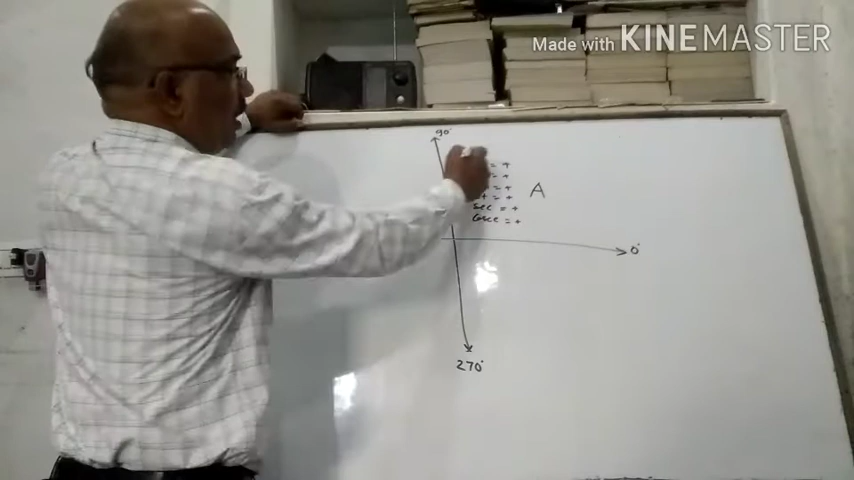 Made with KINEMASTER
90°
= +
= +
= + A
= +
sec = +
cosec = +
0°
270°